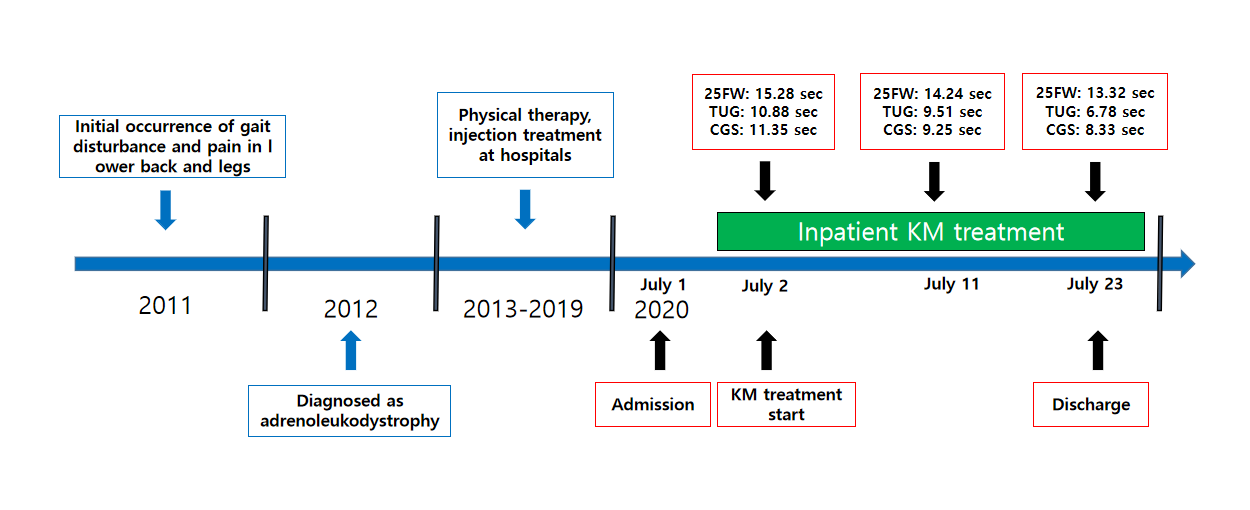 25FW: 15.28 sec
TUG: 10.88 sec
CGS: 11.35 sec
25FW: 14.24 sec
TUG: 9.51 sec
CGS: 9.25 sec
25FW: 13.32 sec
TUG: 6.78 sec
CGS: 8.33 sec
Initial occurrence of gait
disturbance and pain in l
ower back and legs
Physical therapy,
injection treatment
at hospitals
Inpatient KM treatment
2011
2012
2013-2019
July 1
2020
July 2
July 11
July 23
Diagnosed as
adrenoleukodystrophy
Admission
KM treatment
start
Discharge